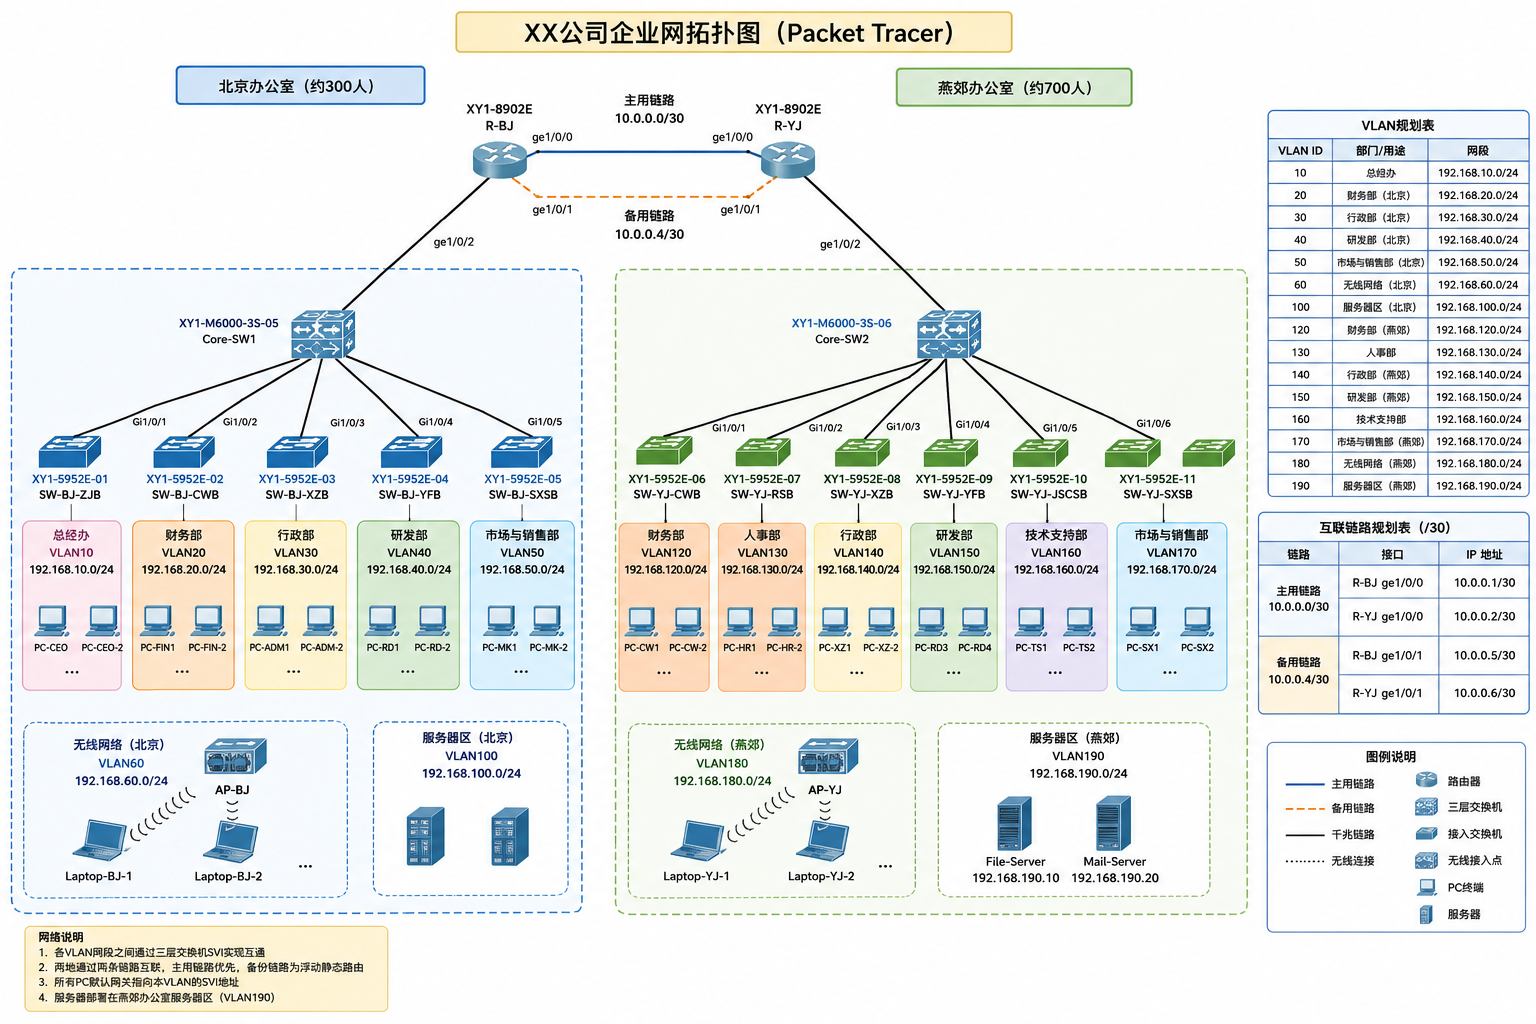 XX公司企业网拓扑图（Packet Tracer）
北京办公室（约300人）
燕郊办公室（约700人）
XY1-8902E
R-BJ
主用链路
10.0.0.0/30
XY1-8902E
R-YJ
ge1/0/0
ge1/0/0
ge1/0/1
ge1/0/1
备用链路
10.0.0.4/30
ge1/0/2
ge1/0/2
XY1-M6000-3S-05
Core-SW1
Gi1/0/1
Gi1/0/2
Gi1/0/3
Gi1/0/4
Gi1/0/5
XY1-5952E-01
SW-BJ-ZJB
XY1-5952E-02
SW-BJ-CWB
XY1-5952E-03
SW-BJ-XZB
XY1-5952E-04
SW-BJ-YFB
XY1-5952E-05
SW-BJ-SXSB
总经办
VLAN10
192.168.10.0/24
PC-CEO
PC-CEO-2
...
财务部
VLAN20
192.168.20.0/24
PC-FIN1
PC-FIN-2
...
行政部
VLAN30
192.168.30.0/24
PC-ADM1
PC-ADM-2
...
研发部
VLAN40
192.168.40.0/24
PC-RD1
PC-RD-2
...
市场与销售部
VLAN50
192.168.50.0/24
PC-MK1
PC-MK-2
...
无线网络（北京）
VLAN60
192.168.60.0/24
AP-BJ
Laptop-BJ-1
Laptop-BJ-2
...
服务器区（北京）
VLAN100
192.168.100.0/24
XY1-M6000-3S-06
Core-SW2
Gi1/0/1
Gi1/0/2
Gi1/0/3
Gi1/0/4
Gi1/0/5
Gi1/0/6
XY1-5952E-06
SW-YJ-CWB
XY1-5952E-07
SW-YJ-RSB
XY1-5952E-08
SW-YJ-XZB
XY1-5952E-09
SW-YJ-YFB
XY1-5952E-10
SW-YJ-JSCSB
XY1-5952E-11
SW-YJ-SXSB
财务部
VLAN120
192.168.120.0/24
PC-CW1
PC-CW-2
...
人事部
VLAN130
192.168.130.0/24
PC-HR1
PC-HR-2
...
行政部
VLAN140
192.168.140.0/24
PC-XZ1
PC-XZ-2
...
研发部
VLAN150
192.168.150.0/24
PC-RD3
PC-RD4
...
技术支持部
VLAN160
192.168.160.0/24
PC-TS1
PC-TS2
...
市场与销售部
VLAN170
192.168.170.0/24
PC-SX1
PC-SX2
...
无线网络（燕郊）
VLAN180
192.168.180.0/24
AP-YJ
Laptop-YJ-1
Laptop-YJ-2
...
服务器区（燕郊）
VLAN190
192.168.190.0/24
File-Server
192.168.190.10
Mail-Server
192.168.190.20
VLAN规划表
VLAN ID 部门/用途 网段
10 总经办 192.168.10.0/24
20 财务部（北京） 192.168.20.0/24
30 行政部（北京） 192.168.30.0/24
40 研发部（北京） 192.168.40.0/24
50 市场与销售部（北京） 192.168.50.0/24
60 无线网络（北京） 192.168.60.0/24
100 服务器区（北京） 192.168.100.0/24
120 财务部（燕郊） 192.168.120.0/24
130 人事部 192.168.130.0/24
140 行政部（燕郊） 192.168.140.0/24
150 研发部（燕郊） 192.168.150.0/24
160 技术支持部 192.168.160.0/24
170 市场与销售部（燕郊） 192.168.170.0/24
180 无线网络（燕郊） 192.168.180.0/24
190 服务器区（燕郊） 192.168.190.0/24
互联链路规划表（/30）
链路 接口 IP 地址
主用链路
10.0.0.0/30
R-BJ ge1/0/0 10.0.0.1/30
R-YJ ge1/0/0 10.0.0.2/30
备用链路
10.0.0.4/30
R-BJ ge1/0/1 10.0.0.5/30
R-YJ ge1/0/1 10.0.0.6/30
图例说明
主用链路
备用链路
千兆链路
无线连接
路由器
三层交换机
接入交换机
无线接入点
PC终端
服务器
网络说明
1. 各VLAN网段之间通过三层交换机SVI实现互通
2. 两地通过两条链路互联，主用链路优先，备份链路为浮动静态路由
3. 所有PC默认网关指向本VLAN的SVI地址
4. 服务器部署在燕郊办公室服务器区（VLAN190）